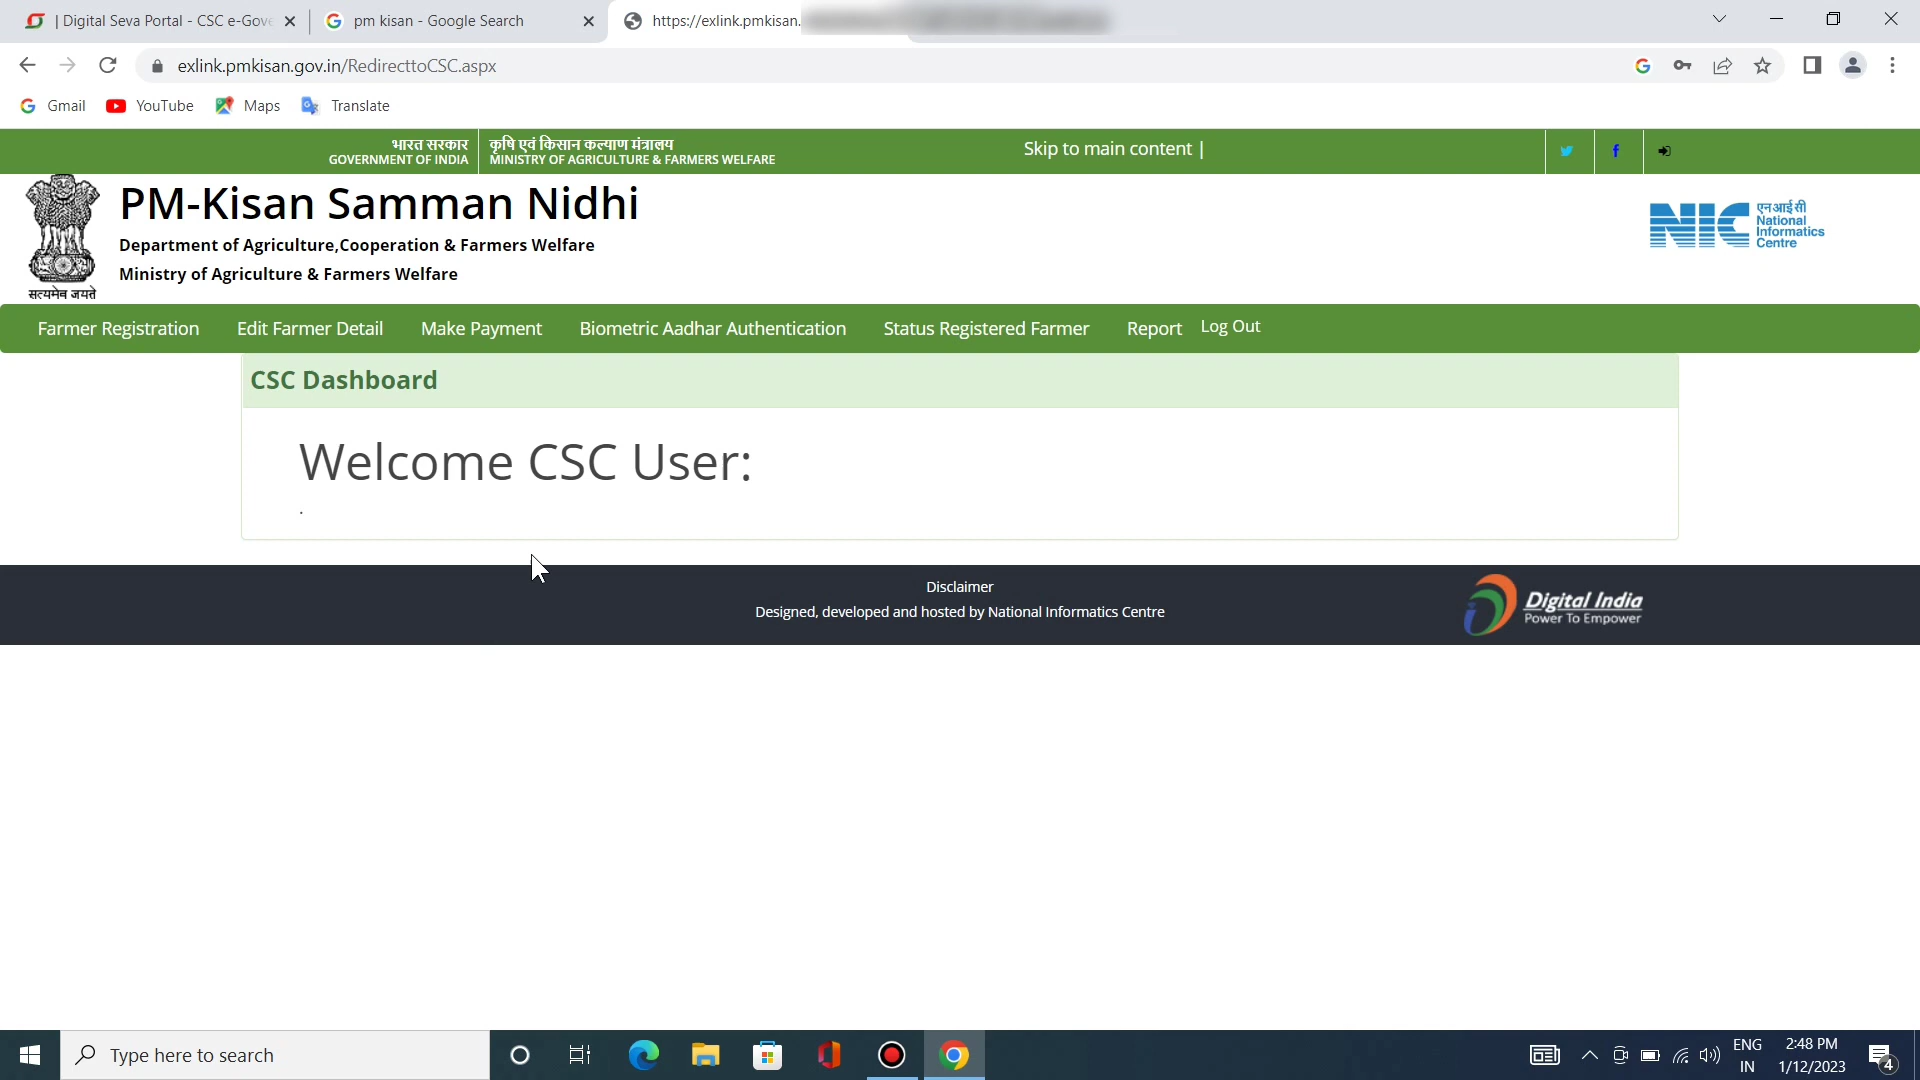 | Digital Seva Portal - CSC e-Gove
pm kisan - Google Search
https://exlink.pmkisan.
exlink.pmkisan.gov.in/RedirecttoCSC.aspx
Gmail
YouTube
Maps
Translate
भारत सरकार
GOVERNMENT OF INDIA
कृषि एवं किसान कल्याण मंत्रालय
MINISTRY OF AGRICULTURE & FARMERS WELFARE
Skip to main content |
PM-Kisan Samman Nidhi
Department of Agriculture,Cooperation & Farmers Welfare
Ministry of Agriculture & Farmers Welfare
सत्यमेव जयते
NIC
एनआईसी
National
Informatics
Centre
Farmer Registration
Edit Farmer Detail
Make Payment
Biometric Aadhar Authentication
Status Registered Farmer
Report
Log Out
CSC Dashboard
Welcome CSC User:
.
Disclaimer
Designed, developed and hosted by National Informatics Centre
Digital India
Power To Empower
Type here to search
ENG
IN
2:48 PM
1/12/2023
4